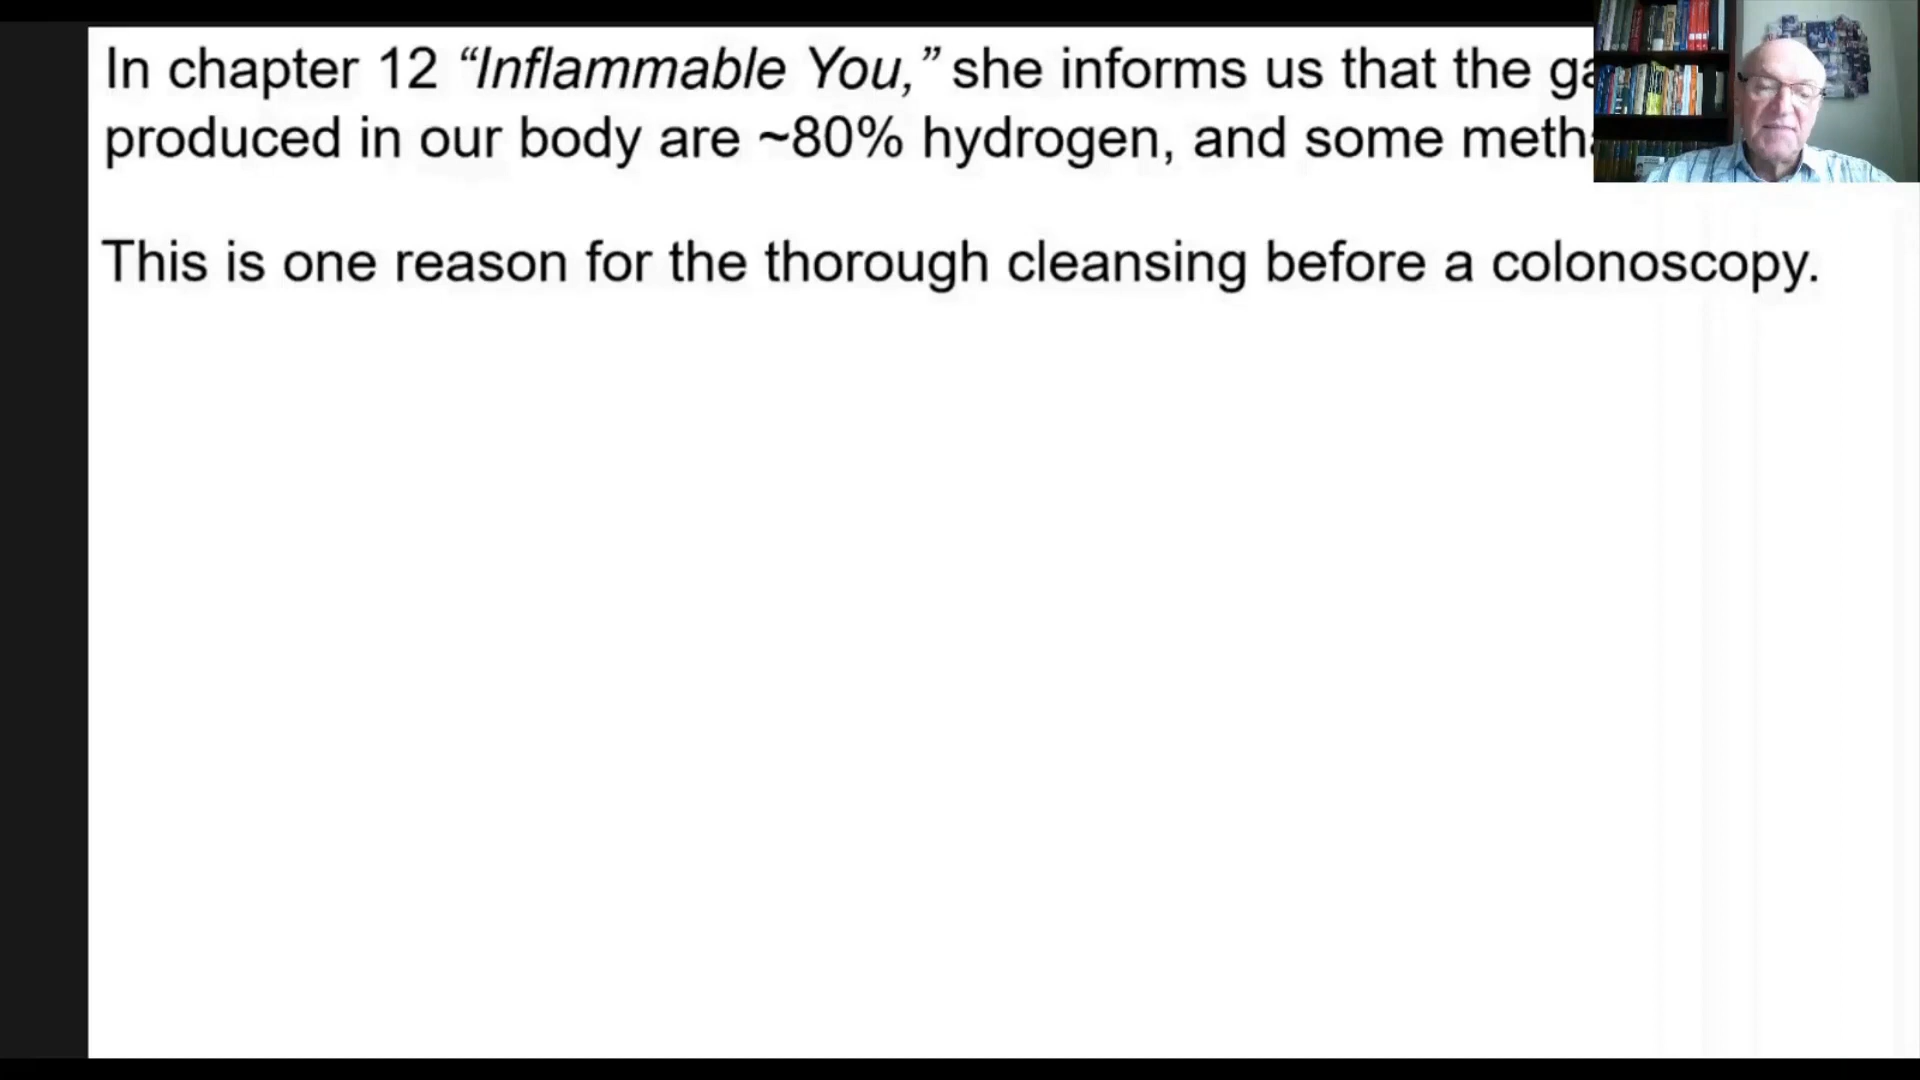 In chapter 12 “Inflammable You,” she informs us that the
produced in our body are ~80% hydrogen, and some
This is one reason for the thorough cleansing before a colonoscopy.